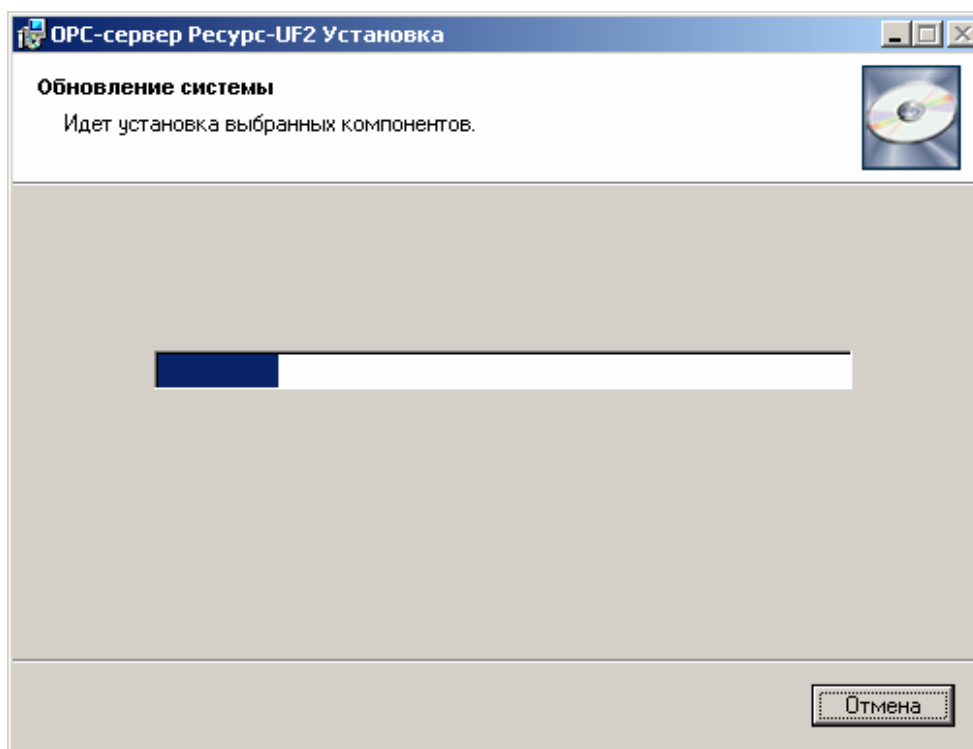 OPC-сервер Ресурс-UF2 Установка
Обновление системы
Идет установка выбранных компонентов.
Отмена